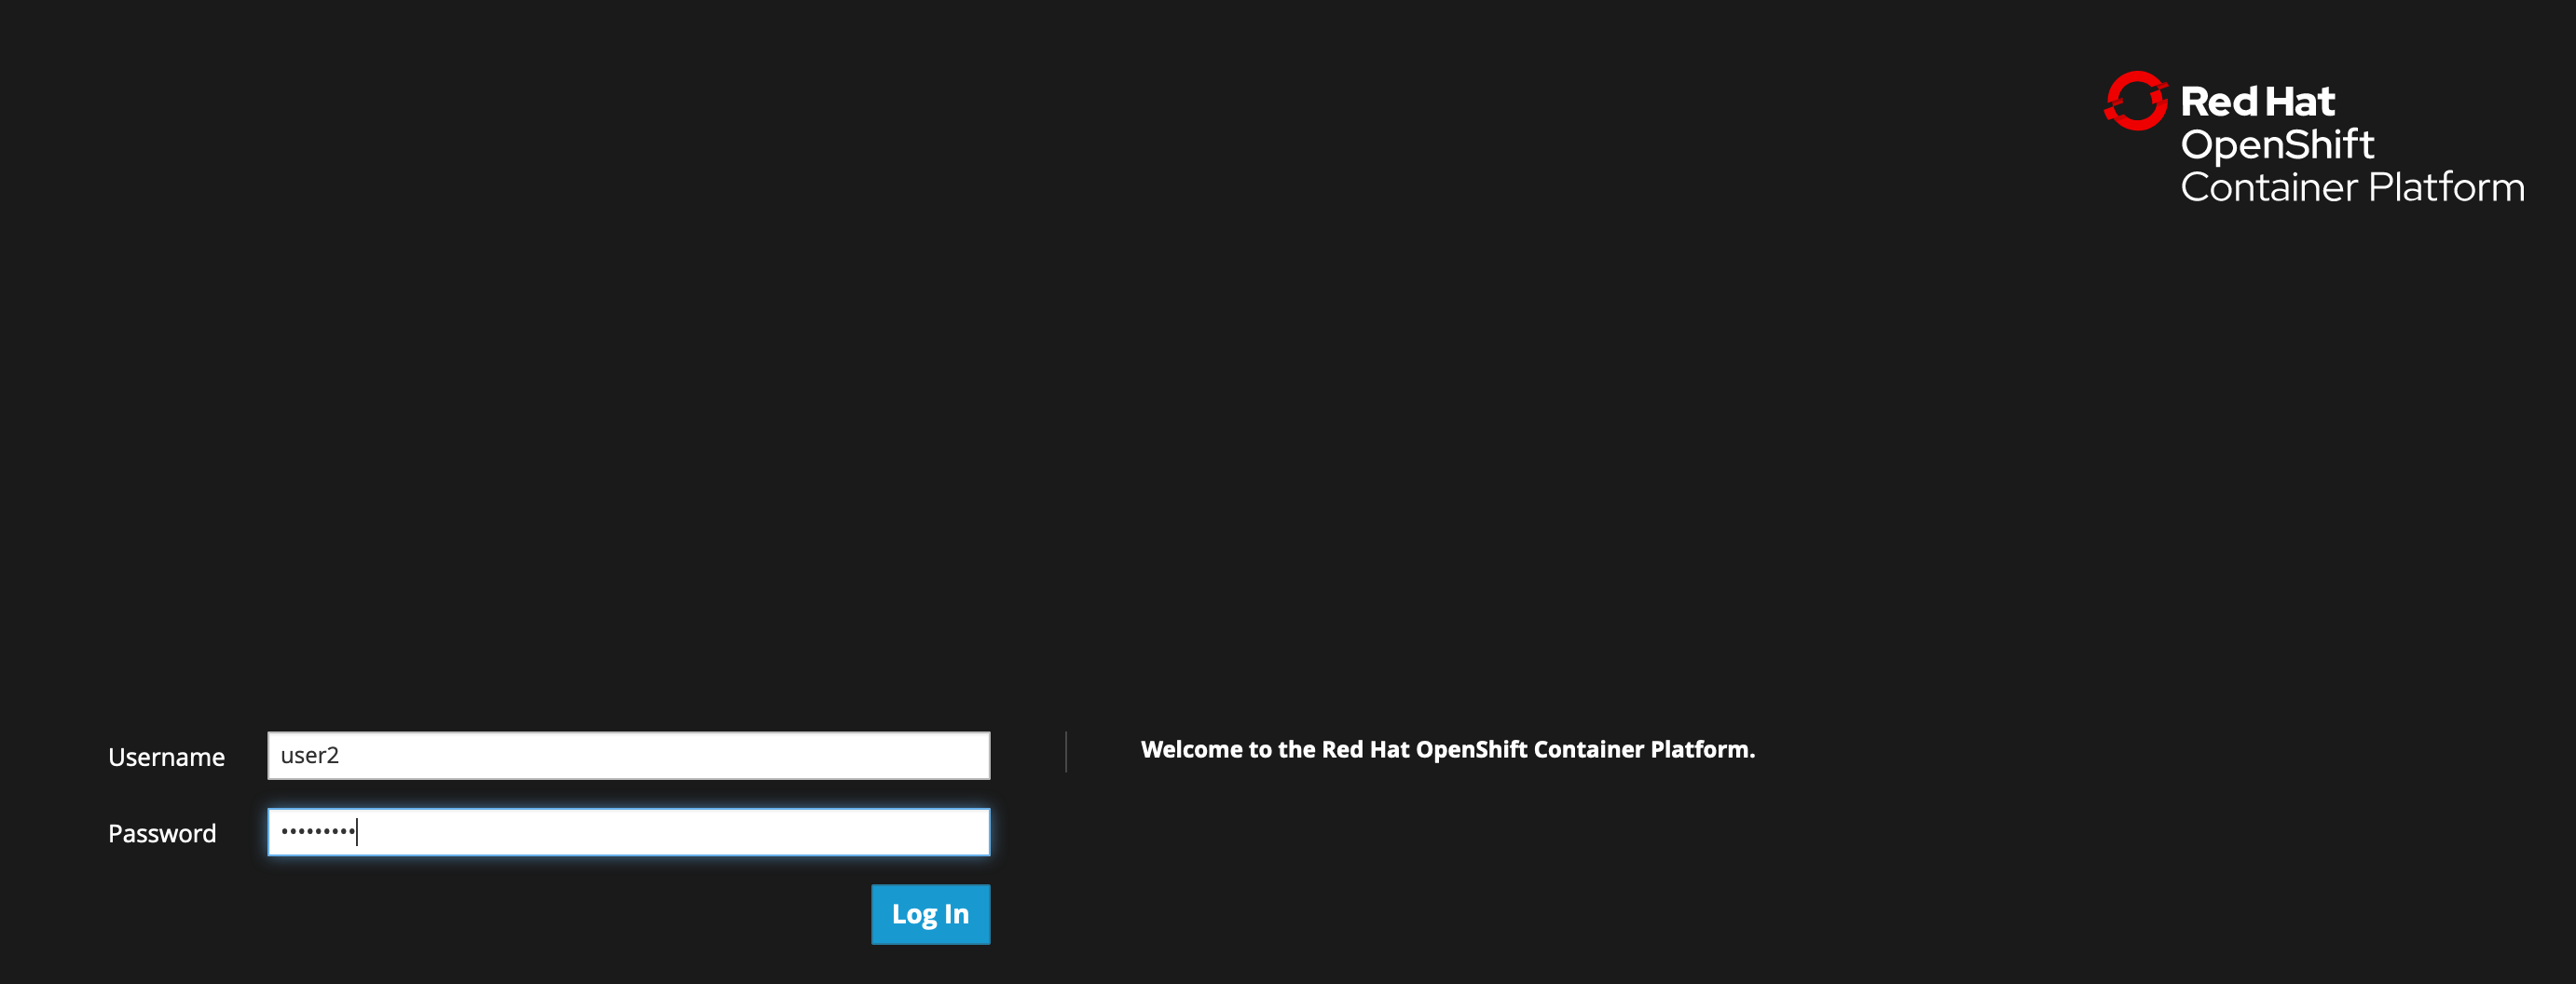 Red Hat
OpenShift
Container Platform
Username
user2
Password
•••••••••
Log In
Welcome to the Red Hat OpenShift Container Platform.